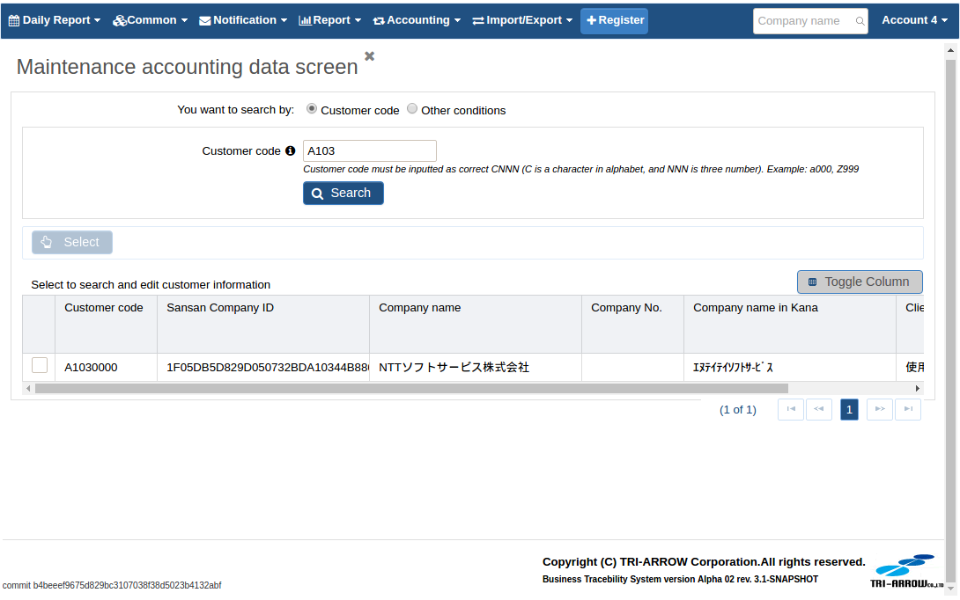 Daily Report Common Notification Report Accounting Import/Export Register Company name Account 4
Maintenance accounting data screen
You want to search by: Customer code Other conditions
Customer code A103
Customer code must be inputted as correct CNNN (C is a character in alphabet, and NNN is three number). Example: a000, Z999
Search
Select
Select to search and edit customer information Toggle Column
Customer code Sansan Company ID Company name Company No. Company name in Kana Clie
A1030000 1F05DB5D829D050732BDA10344B88 NTTソフトサービス株式会社 ｴﾇﾃｲﾃｲｿﾌﾄｻｰﾋﾞｽ 使用
(1 of 1) 1
Copyright (C) TRI-ARROW Corporation.All rights reserved.
Business Tracebility System version Alpha 02 rev. 3.1-SNAPSHOT
TRI-ARROW Co.,LTD
commit b4beeef9675d829bc3107038f38d5023b4132abf